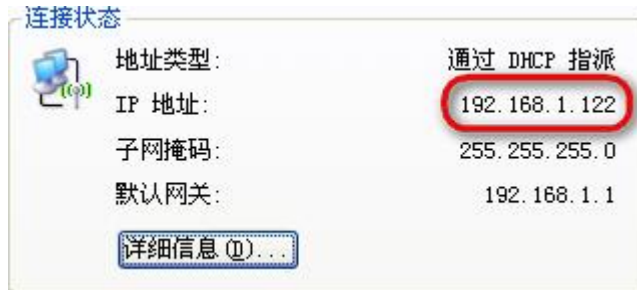 连接状态
地址类型: 通过 DHCP 指派
IP 地址: 192.168.1.122
子网掩码: 255.255.255.0
默认网关: 192.168.1.1
详细信息(D)...